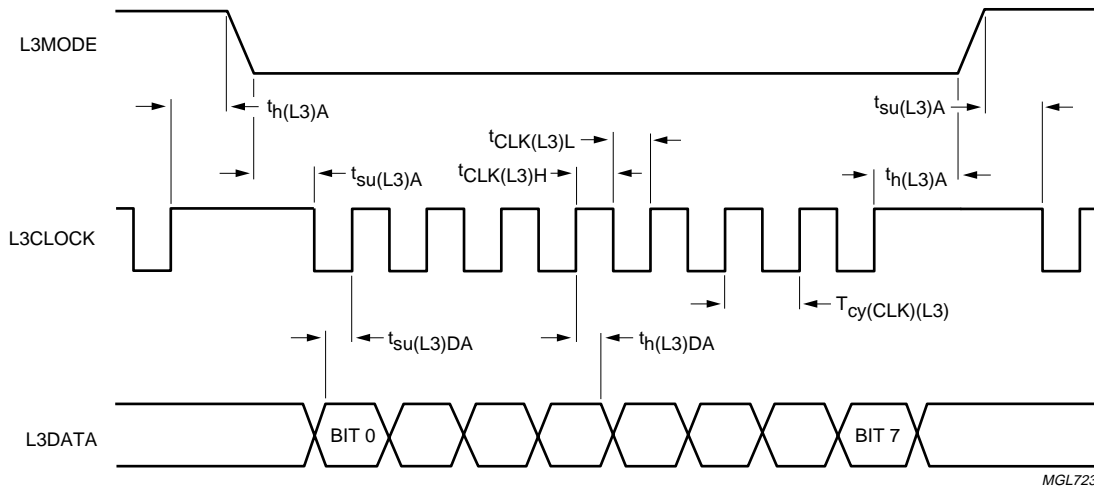 L3MODE
th(L3)A
tsu(L3)A
tCLK(L3)L
tsu(L3)A
tCLK(L3)H
th(L3)A
L3CLOCK
Tcy(CLK)(L3)
tsu(L3)DA
th(L3)DA
L3DATA
BIT 0
BIT 7
MGL723